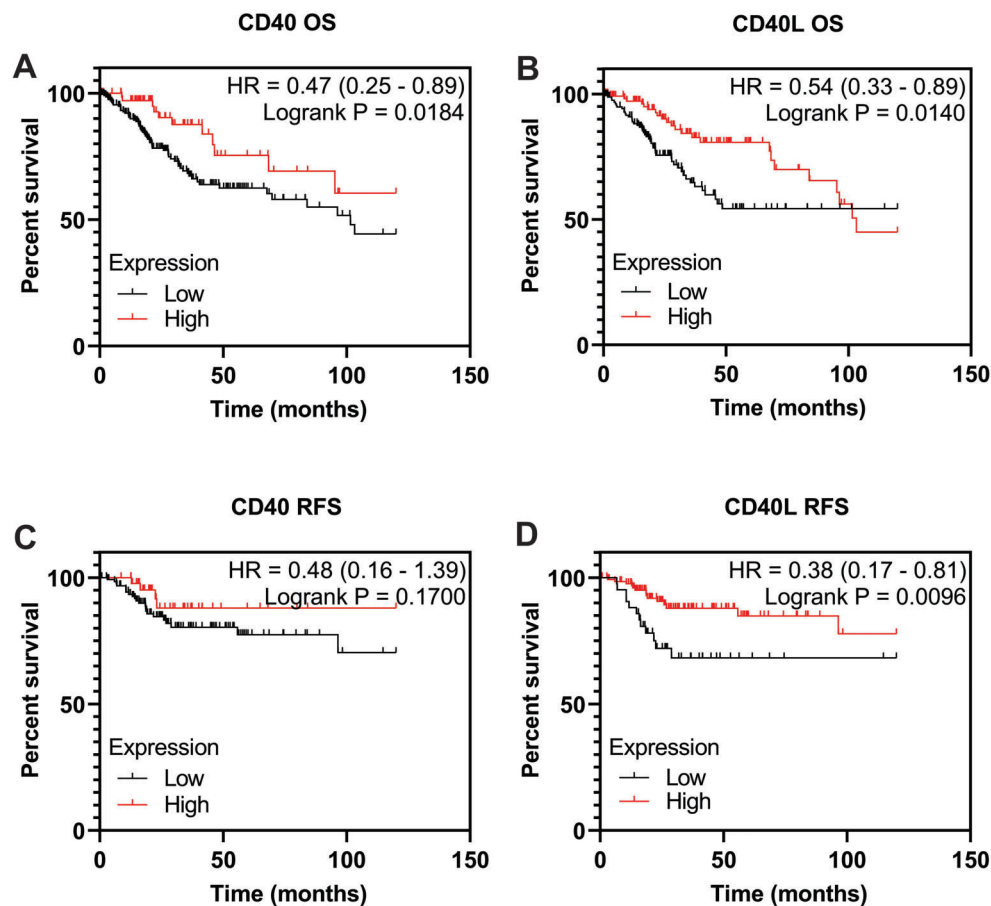 CD40 OS
A
HR = 0.47 (0.25 - 0.89)
Logrank P = 0.0184
Percent survival
100
50
0
Expression
Low
High
0 50 100 150
Time (months)
CD40L OS
B
HR = 0.54 (0.33 - 0.89)
Logrank P = 0.0140
Percent survival
100
50
0
Expression
Low
High
0 50 100 150
Time (months)
CD40 RFS
C
HR = 0.48 (0.16 - 1.39)
Logrank P = 0.1700
Percent survival
100
50
0
Expression
Low
High
0 50 100 150
Time (months)
CD40L RFS
D
HR = 0.38 (0.17 - 0.81)
Logrank P = 0.0096
Percent survival
100
50
0
Expression
Low
High
0 50 100 150
Time (months)